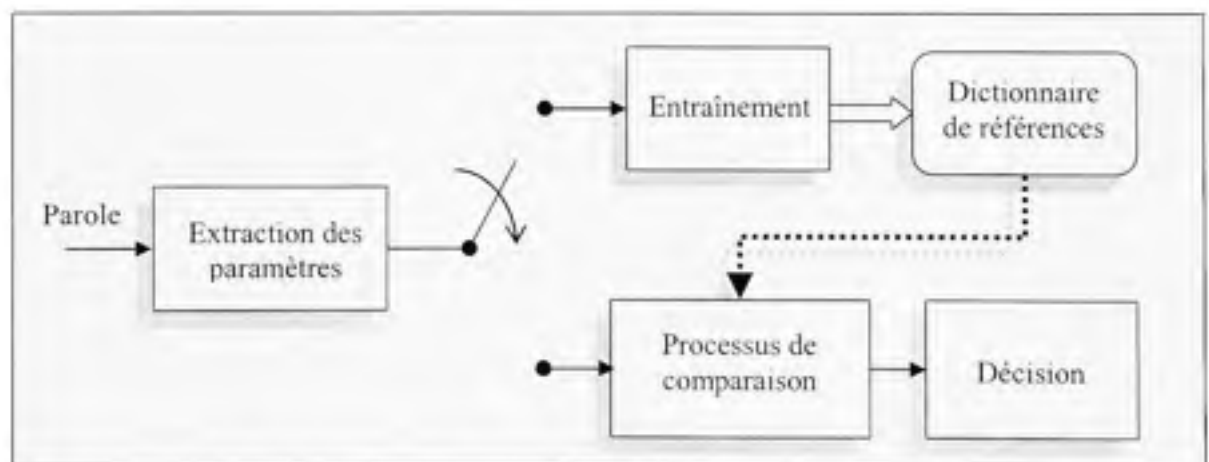 Entraînement
Dictionnaire
de références
Parole
Extraction des
paramètres
Processus de
comparaison
Décision